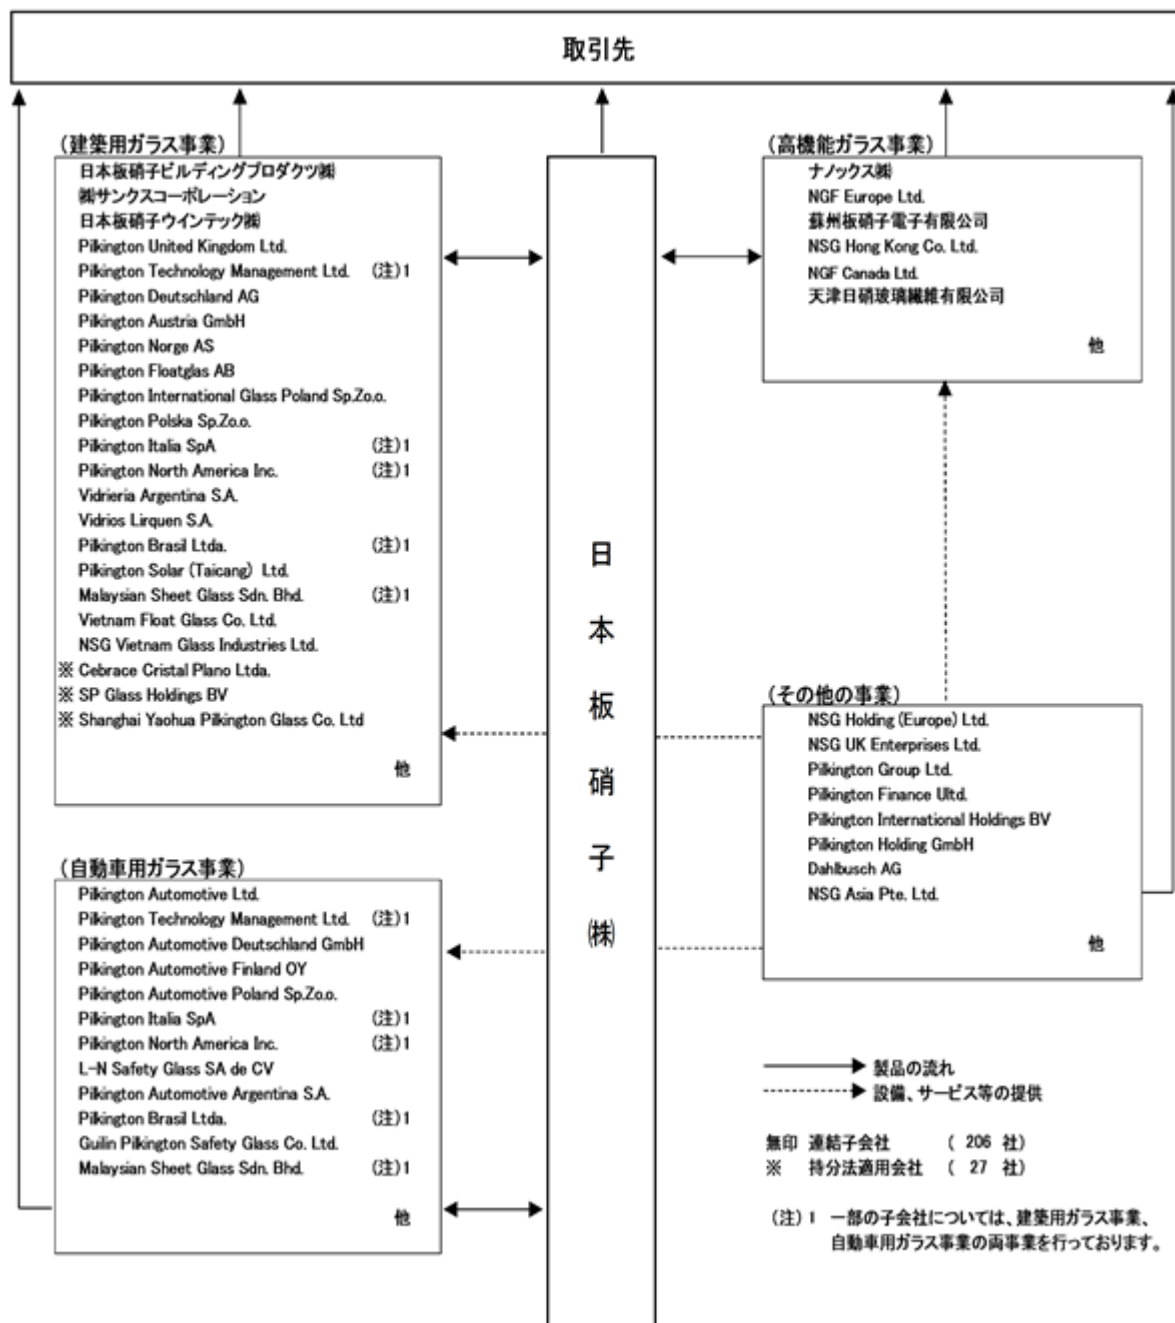 取引先
(建築用ガラス事業)
日本板硝子ビルディングプロダクツ㈱
㈱サンクスコーポレーション
日本板硝子ウインテック㈱
Pilkington United Kingdom Ltd.
Pilkington Technology Management Ltd. (注)1
Pilkington Deutschland AG
Pilkington Austria GmbH
Pilkington Norge AS
Pilkington Floatglas AB
Pilkington International Glass Poland Sp.Zo.o.
Pilkington Polska Sp.Zo.o.
Pilkington Italia SpA (注)1
Pilkington North America Inc. (注)1
Vidrieria Argentina S.A.
Vidrios Lirquen S.A.
Pilkington Brasil Ltda. (注)1
Pilkington Solar (Taicang) Ltd.
Malaysian Sheet Glass Sdn. Bhd. (注)1
Vietnam Float Glass Co. Ltd.
NSG Vietnam Glass Industries Ltd.
※ Cebrace Cristal Plano Ltda.
※ SP Glass Holdings BV
※ Shanghai Yaohua Pilkington Glass Co. Ltd
他
(自動車用ガラス事業)
Pilkington Automotive Ltd.
Pilkington Technology Management Ltd. (注)1
Pilkington Automotive Deutschland GmbH
Pilkington Automotive Finland OY
Pilkington Automotive Poland Sp.Zo.o.
Pilkington Italia SpA (注)1
Pilkington North America Inc. (注)1
L-N Safety Glass SA de CV
Pilkington Automotive Argentina S.A.
Pilkington Brasil Ltda. (注)1
Guilin Pilkington Safety Glass Co. Ltd.
Malaysian Sheet Glass Sdn. Bhd. (注)1
他
日本板硝子㈱
(高機能ガラス事業)
ナノックス㈱
NGF Europe Ltd.
蘇州板硝子電子有限公司
NSG Hong Kong Co. Ltd.
NGF Canada Ltd.
天津日硝玻璃繊維有限公司
他
(その他の事業)
NSG Holding (Europe) Ltd.
NSG UK Enterprises Ltd.
Pilkington Group Ltd.
Pilkington Finance Ultd.
Pilkington International Holdings BV
Pilkington Holding GmbH
Dahlbusch AG
NSG Asia Pte. Ltd.
他
製品の流れ
設備、サービス等の提供
無印 連結子会社 ( 206 社)
※ 持分法適用会社 ( 27 社)
(注) 1 一部の子会社については、建築用ガラス事業、
自動車用ガラス事業の両事業を行っております。